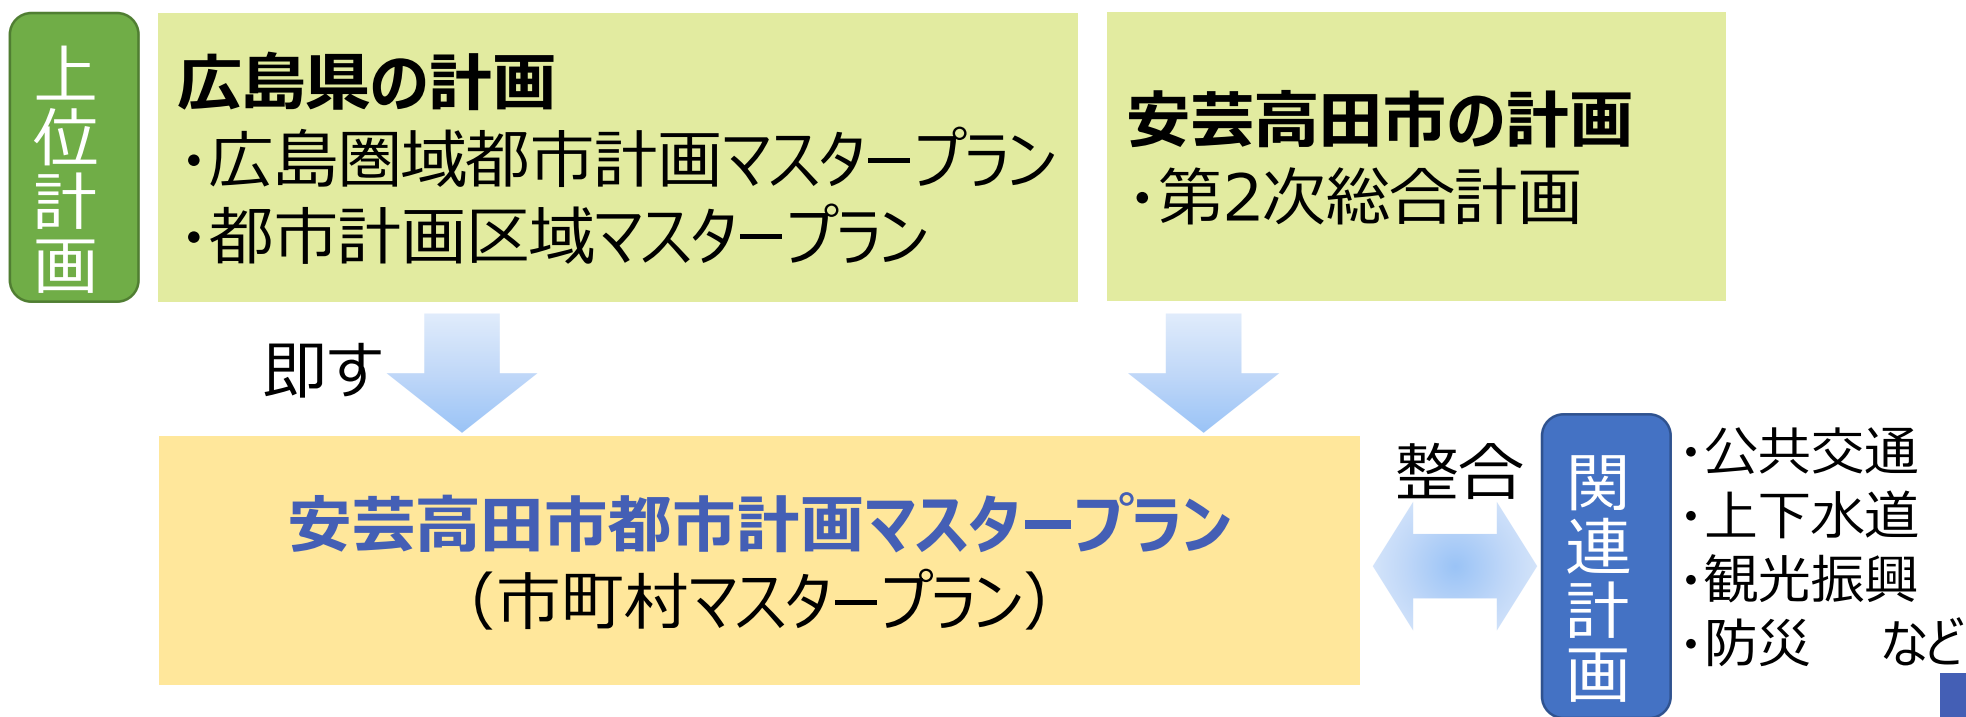 上位計画
広島県の計画
・広島圏域都市計画マスタープラン
・都市計画区域マスタープラン
安芸高田市の計画
・第2次総合計画
即す
安芸高田市都市計画マスタープラン
（市町村マスタープラン）
整合
関連計画
・公共交通
・上下水道
・観光振興
・防災　など